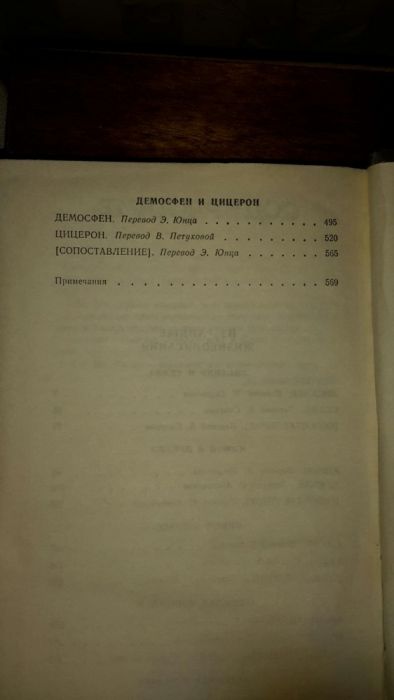 ДЕМОСФЕН И ЦИЦЕРОН
ДЕМОСФЕН. Перевод Э. Юнца . . . . . . . . . . . 495
ЦИЦЕРОН. Перевод В. Петуховой . . . . . . . . . 520
[СОПОСТАВЛЕНИЕ]. Перевод Э. Юнца . . . . . . . 565
Примечания . . . . . . . . . . . . . . . . . 569